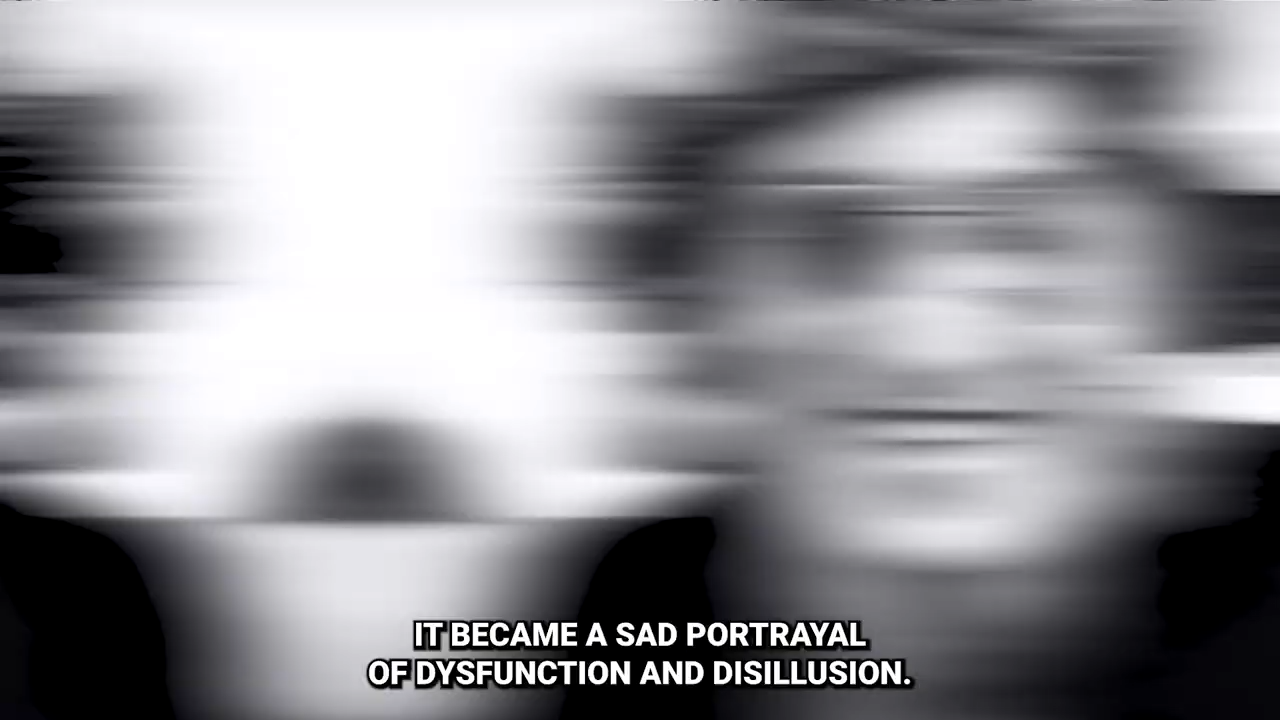 IT BECAME A SAD PORTRAYAL
OF DYSFUNCTION AND DISILLUSION.